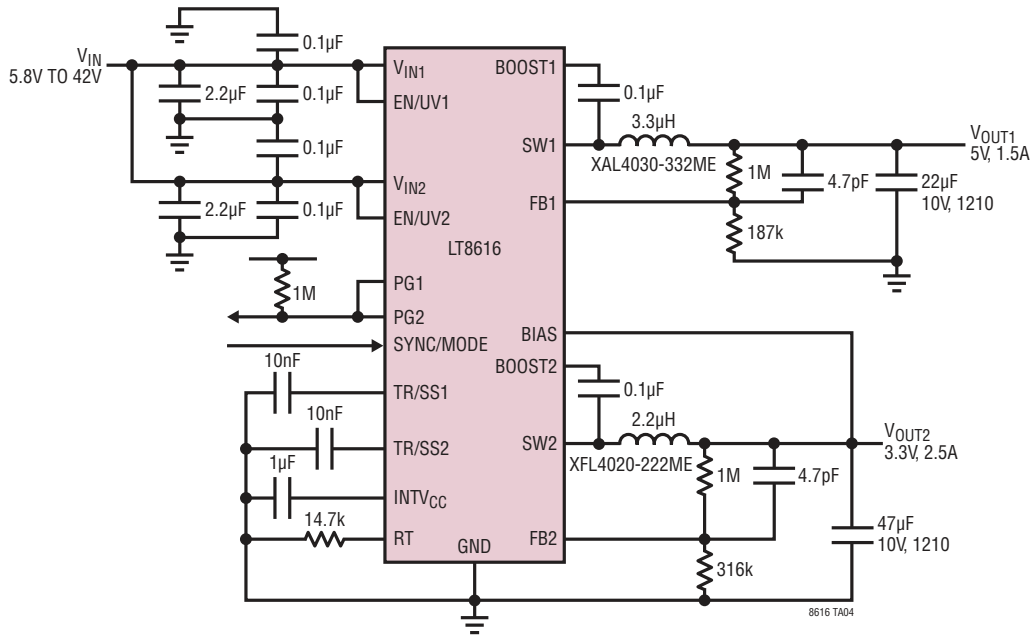 0.1µF
V_IN
5.8V TO 42V
2.2µF
0.1µF
0.1µF
2.2µF
0.1µF
1M
10nF
10nF
1µF
14.7k
V_IN1
EN/UV1
V_IN2
EN/UV2
LT8616
PG1
PG2
SYNC/MODE
TR/SS1
TR/SS2
INTV_CC
RT
GND
BOOST1
SW1
FB1
BIAS
BOOST2
SW2
FB2
0.1µF
3.3µH
XAL4030-332ME
1M
4.7pF
187k
22µF
10V, 1210
V_OUT1
5V, 1.5A
0.1µF
2.2µH
XFL4020-222ME
1M
4.7pF
316k
V_OUT2
3.3V, 2.5A
47µF
10V, 1210
8616 TA04